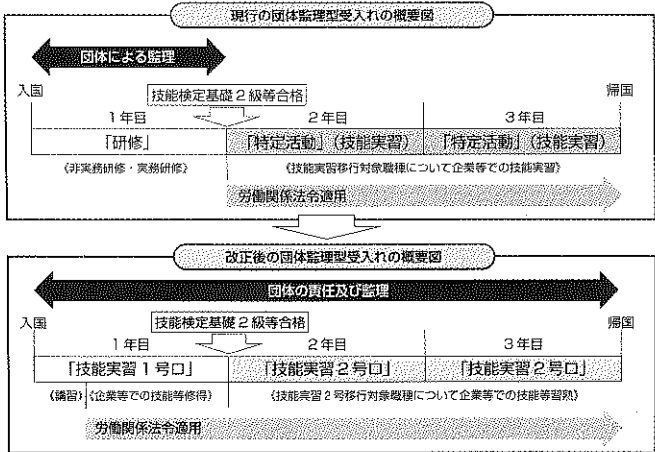 現行の団体監理型受入れの概要図
団体による監理
入国
技能検定基礎2級等合格
帰国
1年目
2年目
3年目
「研修」
「特定活動」(技能実習)
「特定活動」(技能実習)
《非実務研修・実務研修》
《技能実習移行対象職種について企業等での技能実習》
労働関係法令適用
改正後の団体監理型受入れの概要図
団体の責任及び監理
入国
技能検定基礎2級等合格
帰国
1年目
2年目
3年目
「技能実習1号ロ」
「技能実習2号ロ」
「技能実習2号ロ」
《講習》
《企業等での技能等修得》
《技能実習2号移行対象職種について企業等での技能等習熟》
労働関係法令適用